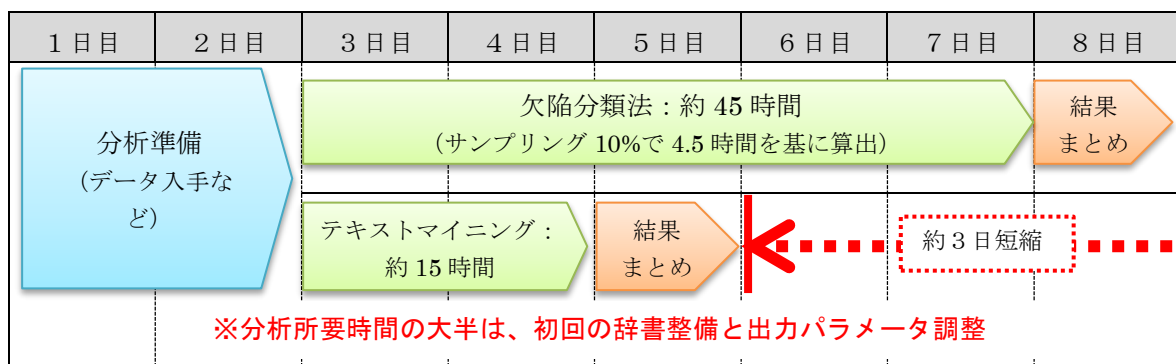 １日目 ２日目 ３日目 ４日目 ５日目 ６日目 ７日目 ８日目
分析準備
(データ入手な
ど)
欠陥分類法：約 45 時間
(サンプリング 10%で 4.5 時間を基に算出)
結果
まとめ
テキストマイニング：
約 15 時間
結果
まとめ
約３日短縮
※分析所要時間の大半は、初回の辞書整備と出力パラメータ調整